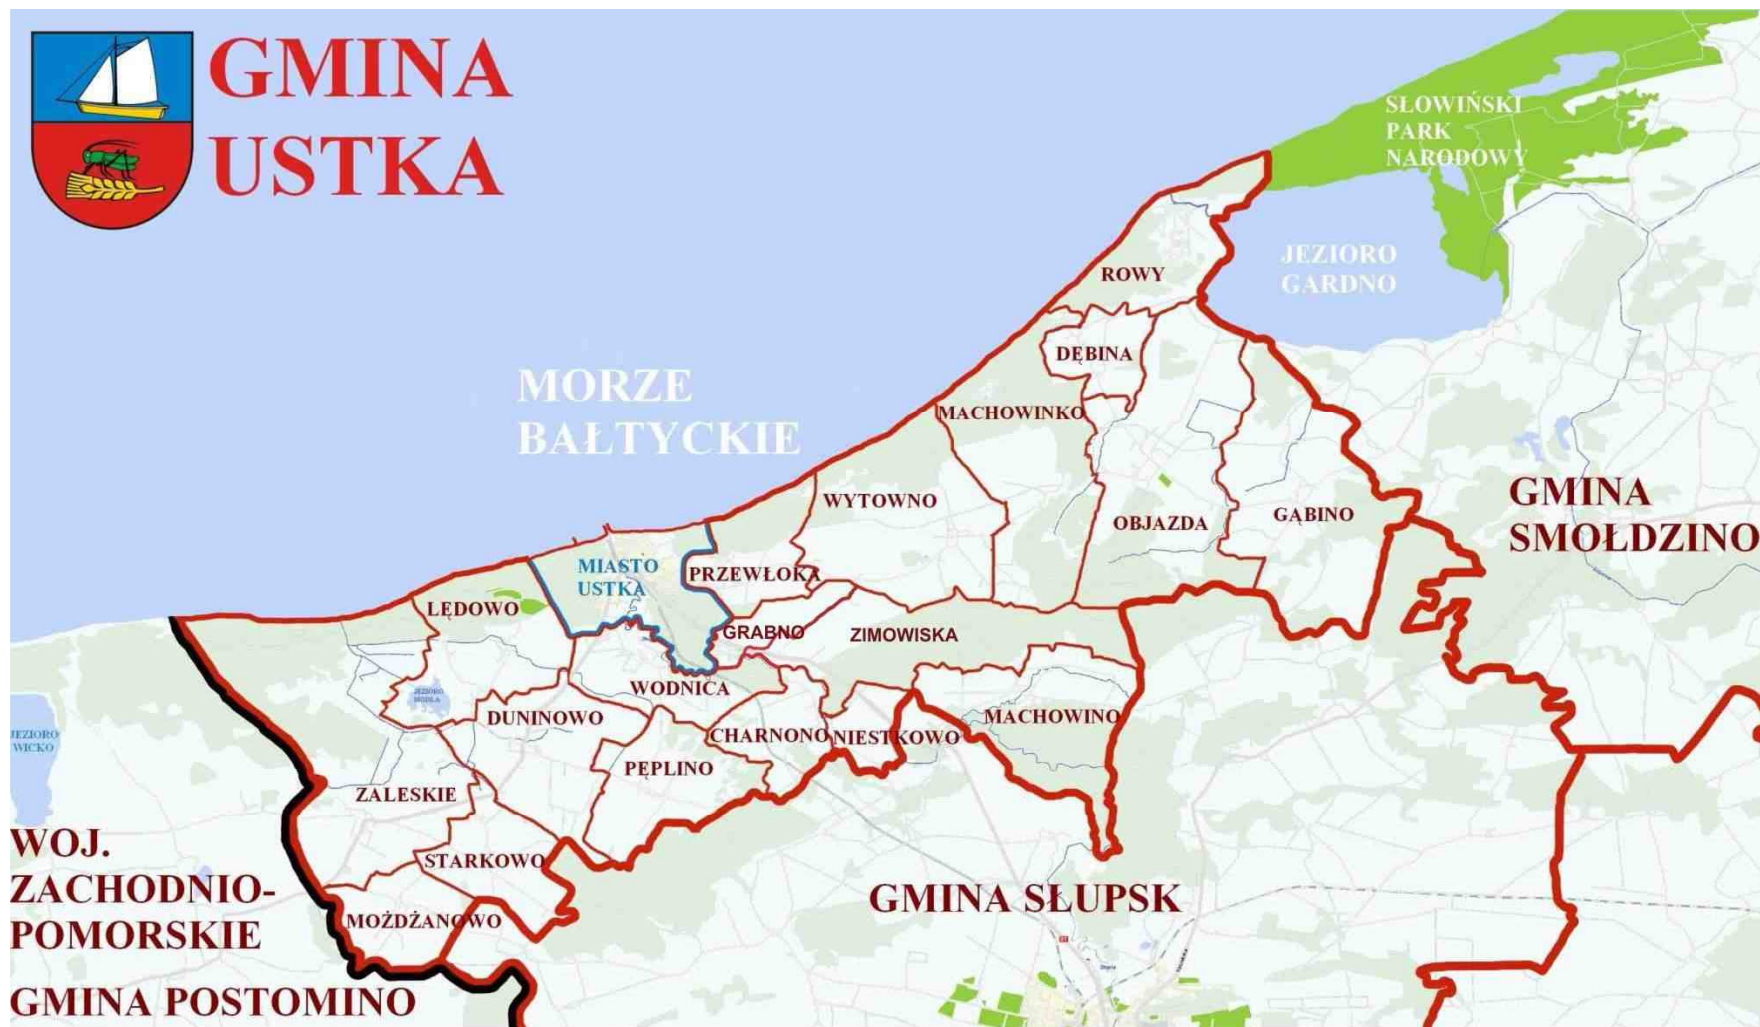 GMINA
USTKA
SŁOWIŃSKI
PARK
NARODOWY
JEZIORO
GARDNO
ROWY
DĘBINA
MORZE
BAŁTYCKIE
MACHOWINKO
WYTOWNO
OBJAZDA
GĄBINO
GMINA
SMOŁDZINO
MIASTO
USTKA
PRZEWŁOKA
LĘDOWO
GRABNO
ZIMOWISKA
WODNICA
JEZIORO
MODŁA
DUNINOWO
MACHOWINO
CHARNONO
NIESTKOWO
JEZIORO
WICKO
PĘPLINO
ZALESKIE
WOJ.
ZACHODNIO-
POMORSKIE
STARKOWO
GMINA SŁUPSK
MOŻDŻANOWO
GMINA POSTOMINO